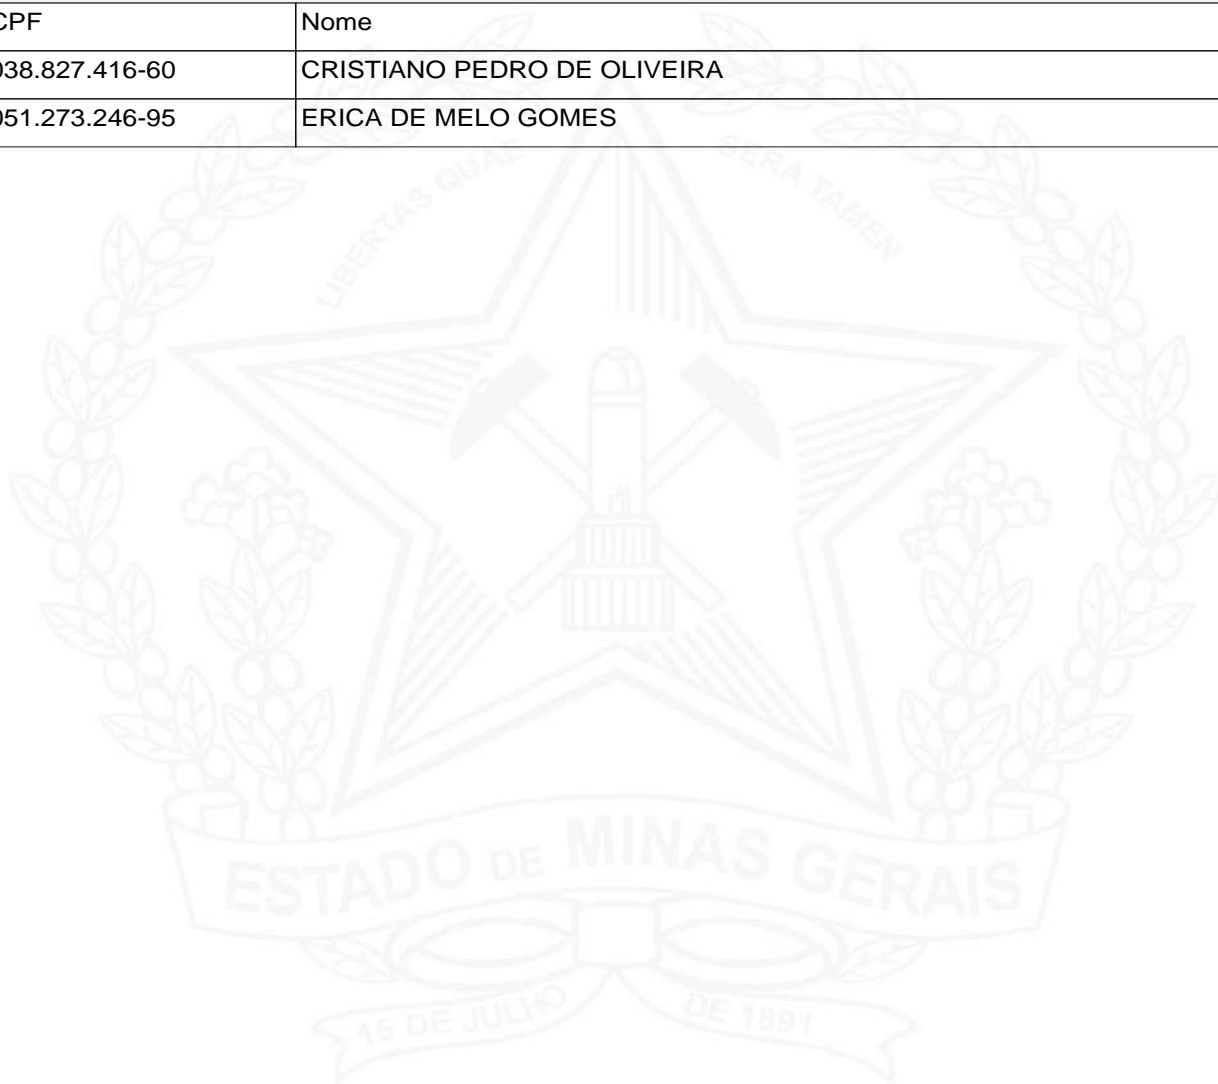 CPF Nome
038.827.416-60 CRISTIANO PEDRO DE OLIVEIRA
051.273.246-95 ERICA DE MELO GOMES
LIBERTAS QUAE SERA TAMEN
ESTADO DE MINAS GERAIS
15 DE JULHO DE 1891